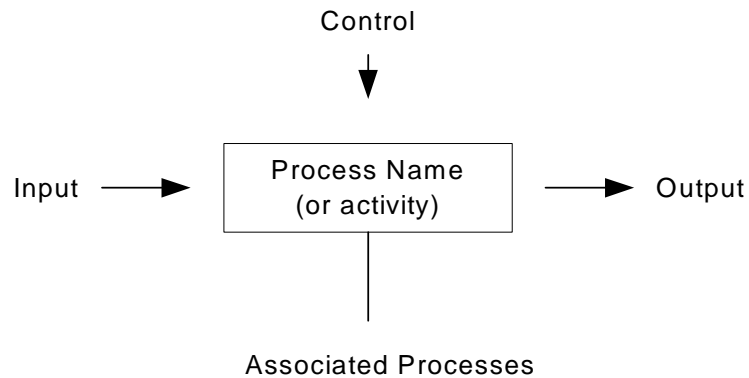 Control
Input
Process Name
(or activity)
Output
Associated Processes